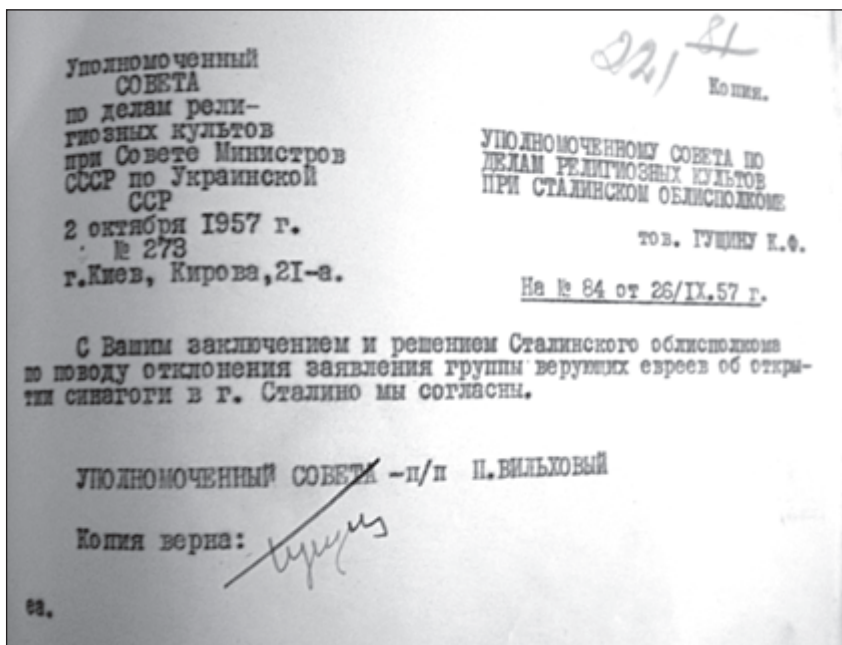 221 81
Копия.
Уполномоченный
СОВЕТА
по делам рели-
гиозных культов
при Совете Министров
СССР по Украинской
ССР
2 октября 1957 г.
№ 273
г.Киев, Кирова,21-а.
УПОЛНОМОЧЕННОМУ СОВЕТА ПО
ДЕЛАМ РЕЛИГИОЗНЫХ КУЛЬТОВ
ПРИ СТАЛИНСКОМ ОБЛИСПОЛКОМЕ
тов. ГУЩИНУ К.Ф.
На № 84 от 26/IX.57 г.
С Вашим заключением и решением Сталинского облисполкома
по поводу отклонения заявления группы верующих евреев об откры-
тии синагоги в г. Сталино мы согласны.
УПОЛНОМОЧЕННЫЙ СОВЕТА -п/п П.ВИЛЬХОВЫЙ
Копия верна:
ез.